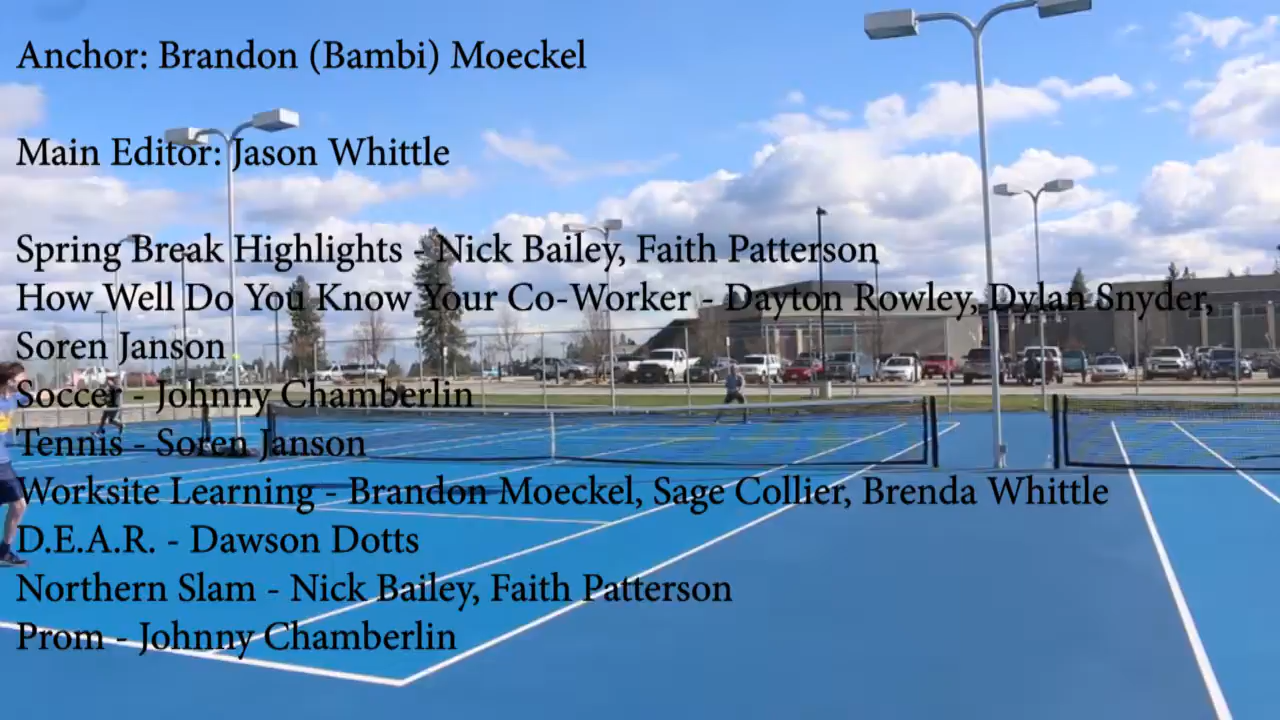 Anchor: Brandon (Bambi) Moeckel
Main Editor: Jason Whittle
Spring Break Highlights - Nick Bailey, Faith Patterson
How Well Do You Know Your Co-Worker - Dayton Rowley, Dylan Snyder,
Soren Janson
Soccer - Johnny Chamberlin
Tennis - Soren Janson
Worksite Learning - Brandon Moeckel, Sage Collier, Brenda Whittle
D.E.A.R. - Dawson Dotts
Northern Slam - Nick Bailey, Faith Patterson
Prom - Johnny Chamberlin